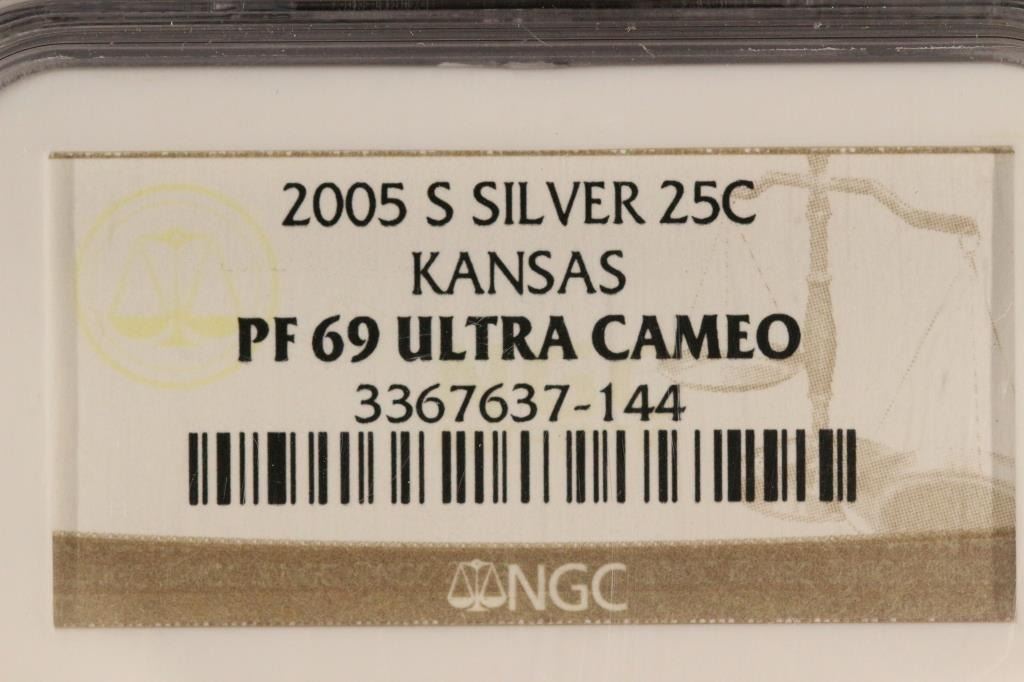 2005 S SILVER 25C
KANSAS
PF 69 ULTRA CAMEO
3367637-144
NGC